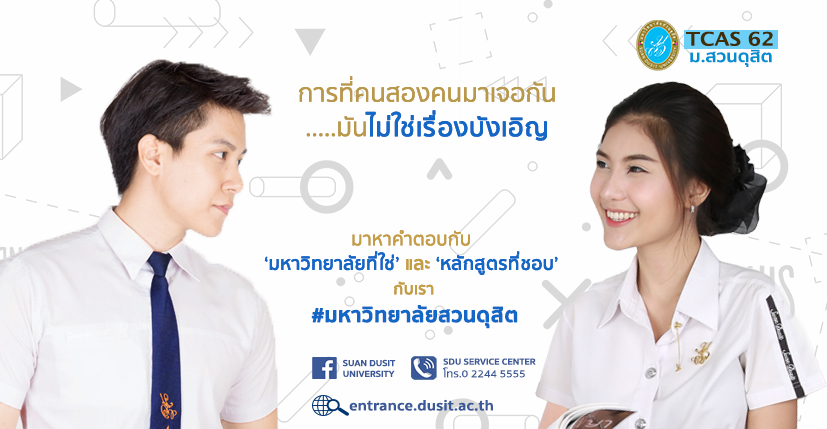 TCAS 62
ม.สวนดุสิต
การที่คนสองคนมาเจอกัน
.....มันไม่ใช่เรื่องบังเอิญ
มาหาคำตอบกับ
‘มหาวิทยาลัยที่ใช่’ และ ‘หลักสูตรที่ชอบ’
กับเรา
#มหาวิทยาลัยสวนดุสิต
SUAN DUSIT
UNIVERSITY
SDU SERVICE CENTER
โทร.0 2244 5555
entrance.dusit.ac.th